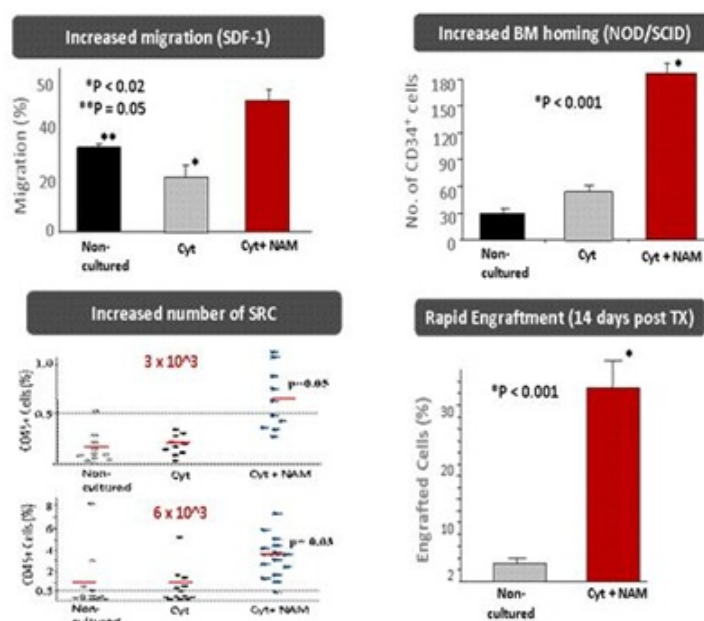 Increased migration (SDF-1)
*P < 0.02
**P = 0.05
Migration (%)
50
40
20
0
**
*
Non-
cultured
Cyt
Cyt+ NAM
Increased BM homing (NOD/SCID)
*P < 0.001
No. of CD34+ cells
180
150
120
90
60
30
0
*
Non-
cultured
Cyt
Cyt + NAM
Increased number of SRC
3 x 10^3
CD45+ Cells (%)
1.0
0.5
p=0.05
Non-
cultured
Cyt
Cyt + NAM
6 x 10^3
CD45+ Cells (%)
8
6
4
2
p= 0.03
Non-
cultured
Cyt
Cyt+ NAM
Rapid Engraftment (14 days post TX)
*P < 0.001
Engrafted Cells (%)
30
20
10
2
*
Non-
cultured
Cyt + NAM